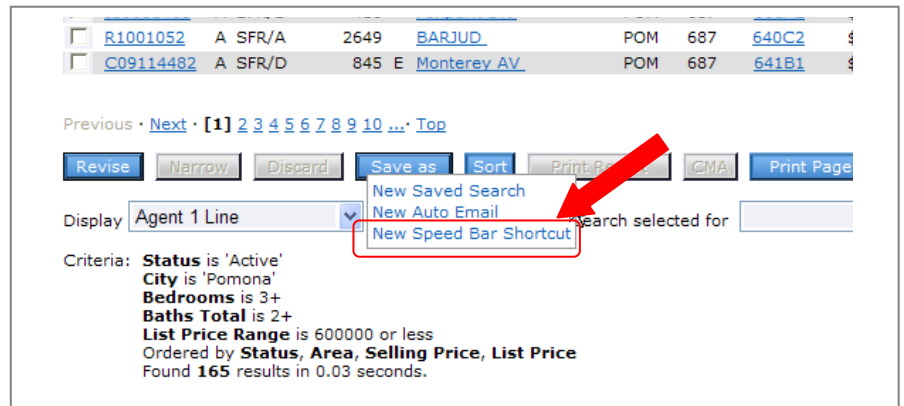 R1001052 A SFR/A 2649 BARJUD POM 687 640C2 $
C09114482 A SFR/D 845 E Monterey AV POM 687 641B1 $
Previous · Next · [1] 2 3 4 5 6 7 8 9 10 ...· Top
Revise Narrow Discard Save as Sort Print CMA Print Page
New Saved Search
Display Agent 1 Line New Auto Email Search selected for
New Speed Bar Shortcut
Criteria: Status is 'Active'
City is 'Pomona'
Bedrooms is 3+
Baths Total is 2+
List Price Range is 600000 or less
Ordered by Status, Area, Selling Price, List Price
Found 165 results in 0.03 seconds.